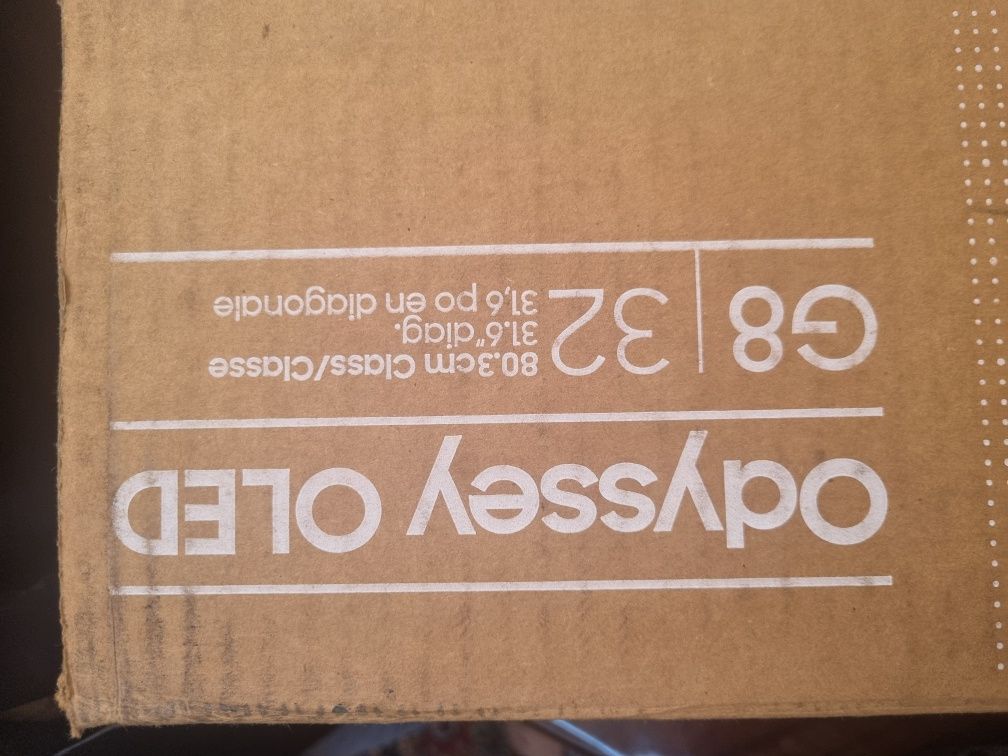 Odyssey OLED
G8 | 32
80.3cm Class/Classe
31.6"diag.
31,6 po en diagonale